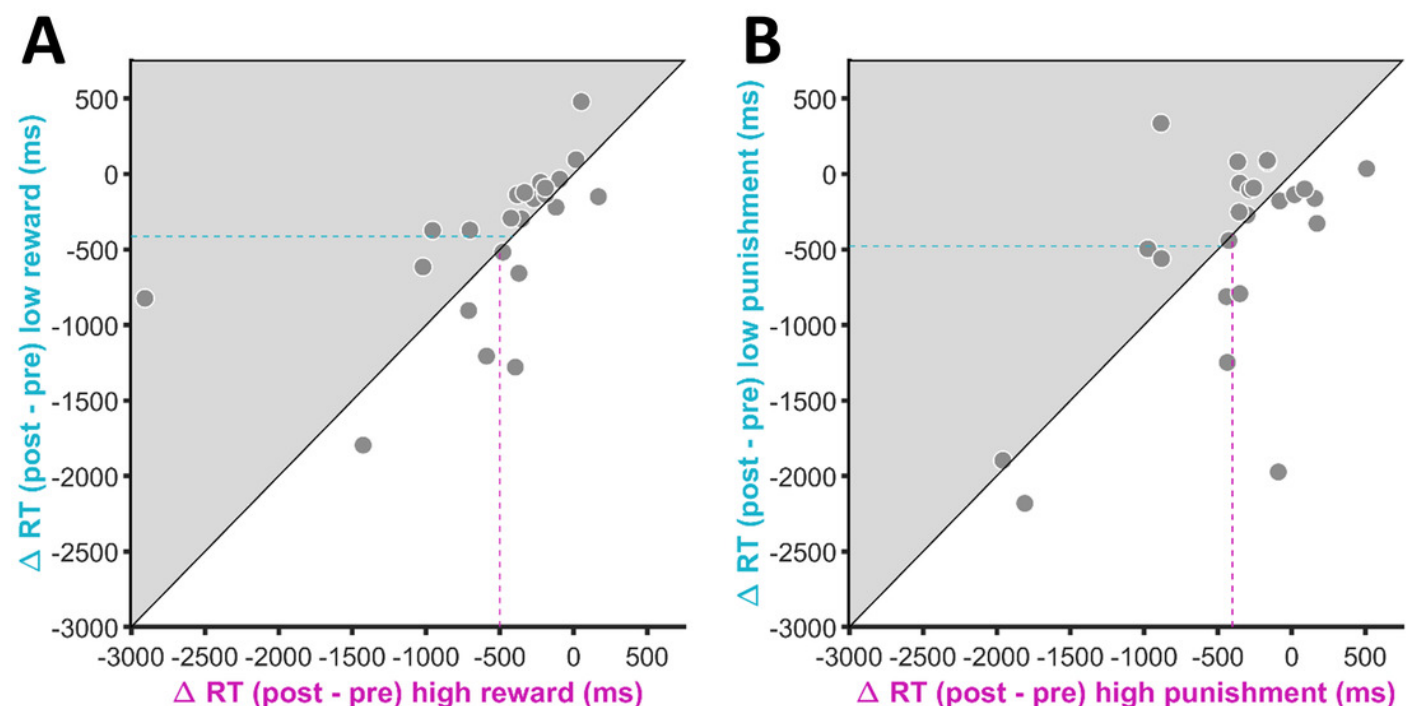 A
B
Δ RT (post - pre) low reward (ms)
500
0
-500
-1000
-1500
-2000
-2500
-3000
-3000 -2500 -2000 -1500 -1000 -500 0 500
Δ RT (post - pre) high reward (ms)
Δ RT (post - pre) low punishment (ms)
500
0
-500
-1000
-1500
-2000
-2500
-3000
-3000 -2500 -2000 -1500 -1000 -500 0 500
Δ RT (post - pre) high punishment (ms)